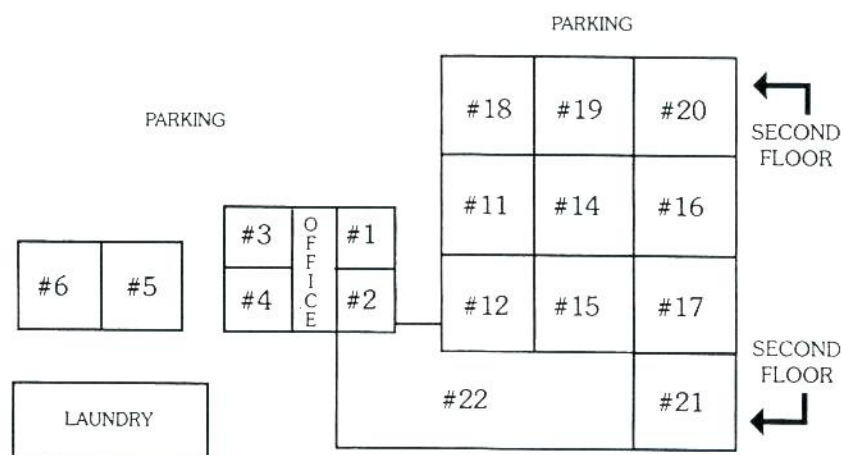 PARKING
PARKING
#18 #19 #20
SECOND
FLOOR
#11 #14 #16
#3 OFFICE #1
#6 #5
#4 #2
#12 #15 #17
SECOND
FLOOR
#22 #21
LAUNDRY